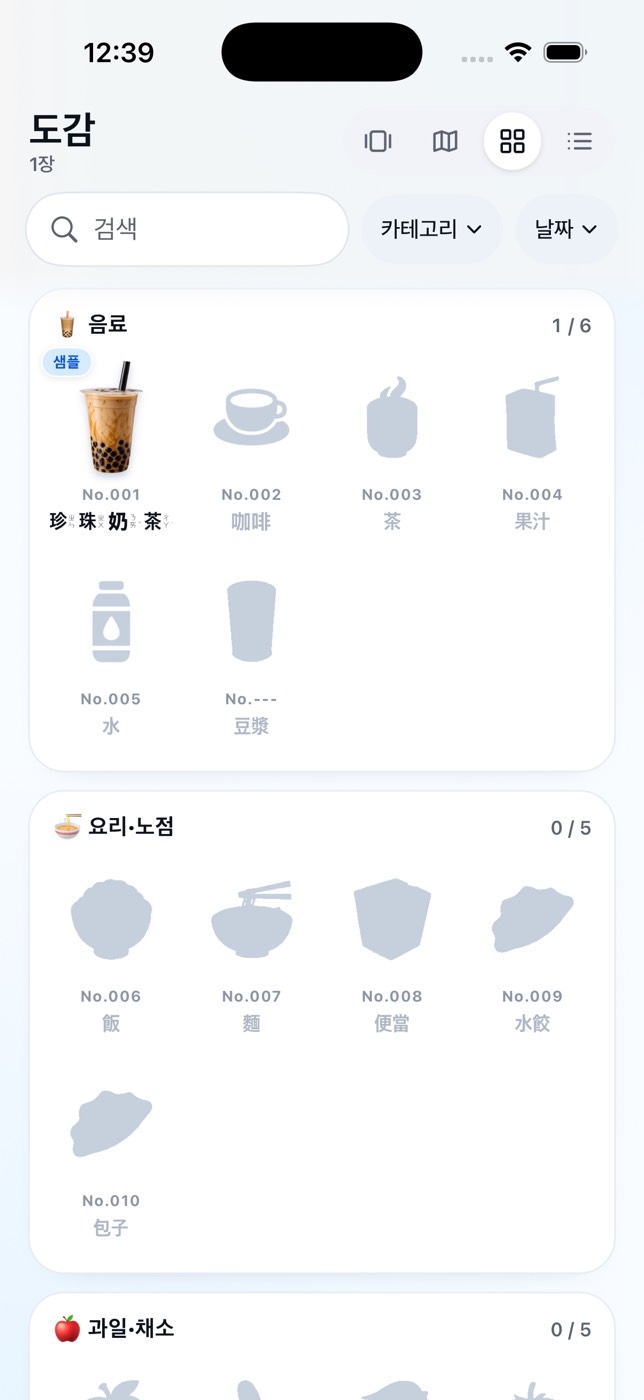 12:39
도감
1장
검색
카테고리
날짜
음료
1 / 6
샘플
No.001
No.002
No.003
No.004
珍珠奶茶
咖啡
茶
果汁
No.005
No.---
水
豆漿
요리·노점
0 / 5
No.006
No.007
No.008
No.009
飯
麵
便當
水餃
No.010
包子
과일·채소
0 / 5